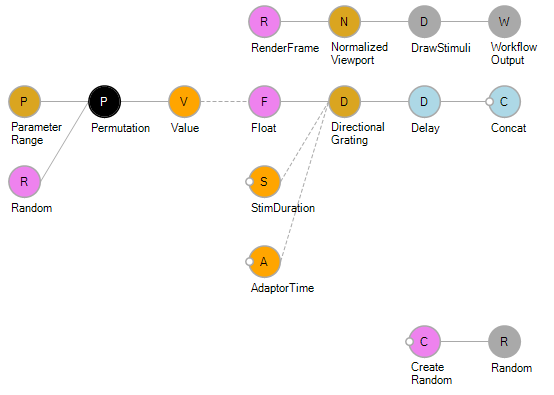 R N D W
RenderFrame Normalized DrawStimuli Workflow
Viewport Output
P P V F D D C
Parameter Permutation Value Float Directional Delay Concat
Range Grating
R S
Random StimDuration
A
AdaptorTime
C R
Create Random
Random